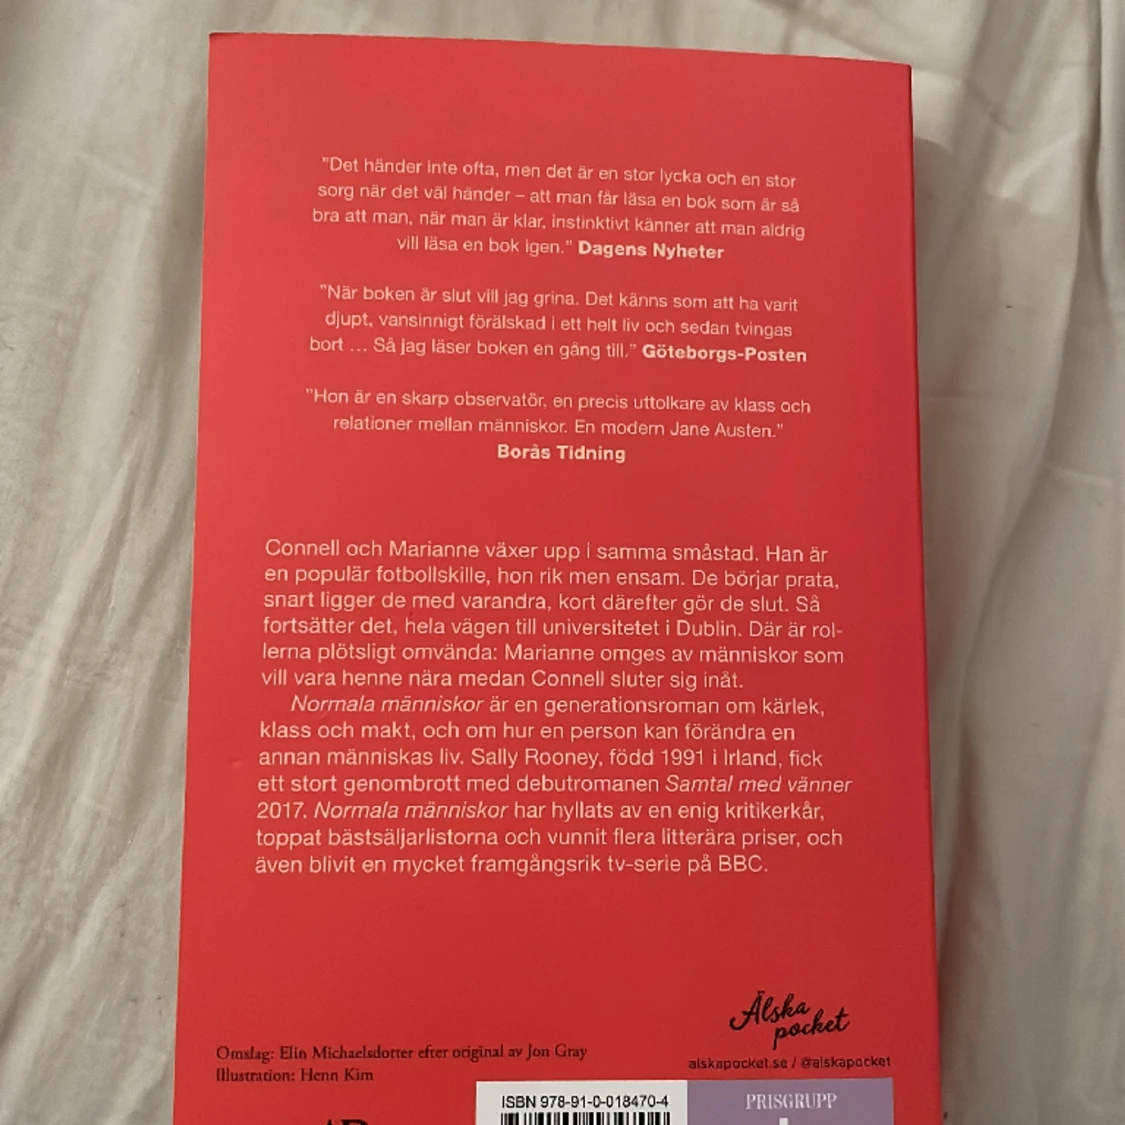 "Det händer inte ofta, men det är en stor lycka och en stor
sorg när det väl händer – att man får läsa en bok som är så
bra att man, när man är klar, instinktivt känner att man aldrig
vill läsa en bok igen." Dagens Nyheter
"När boken är slut vill jag grina. Det känns som att ha varit
djupt, vansinnigt förälskad i ett helt liv och sedan tvingas
bort ... Så jag läser boken en gång till." Göteborgs-Posten
"Hon är en skarp observatör, en precis uttolkare av klass och
relationer mellan människor. En modern Jane Austen."
Borås Tidning
Connell och Marianne växer upp i samma småstad. Han är
en populär fotbollskille, hon rik men ensam. De börjar prata,
snart ligger de med varandra, kort därefter gör de slut. Så
fortsätter det, hela vägen till universitetet i Dublin. Där är rol-
lerna plötsligt omvända: Marianne omges av människor som
vill vara henne nära medan Connell sluter sig inåt.
Normala människor är en generationsroman om kärlek,
klass och makt, och om hur en person kan förändra en
annan människas liv. Sally Rooney, född 1991 i Irland, fick
ett stort genombrott med debutromanen Samtal med vänner
2017. Normala människor har hyllats av en enig kritikerkår,
toppat bästsäljarlistorna och vunnit flera litterära priser, och
även blivit en mycket framgångsrik tv-serie på BBC.
Älska
pocket
alskapocket.se / @alskapocket
Omslag: Elin Michaelsdotter efter original av Jon Gray
Illustration: Henn Kim
ISBN 978-91-0-018470-4
PRISGRUPP